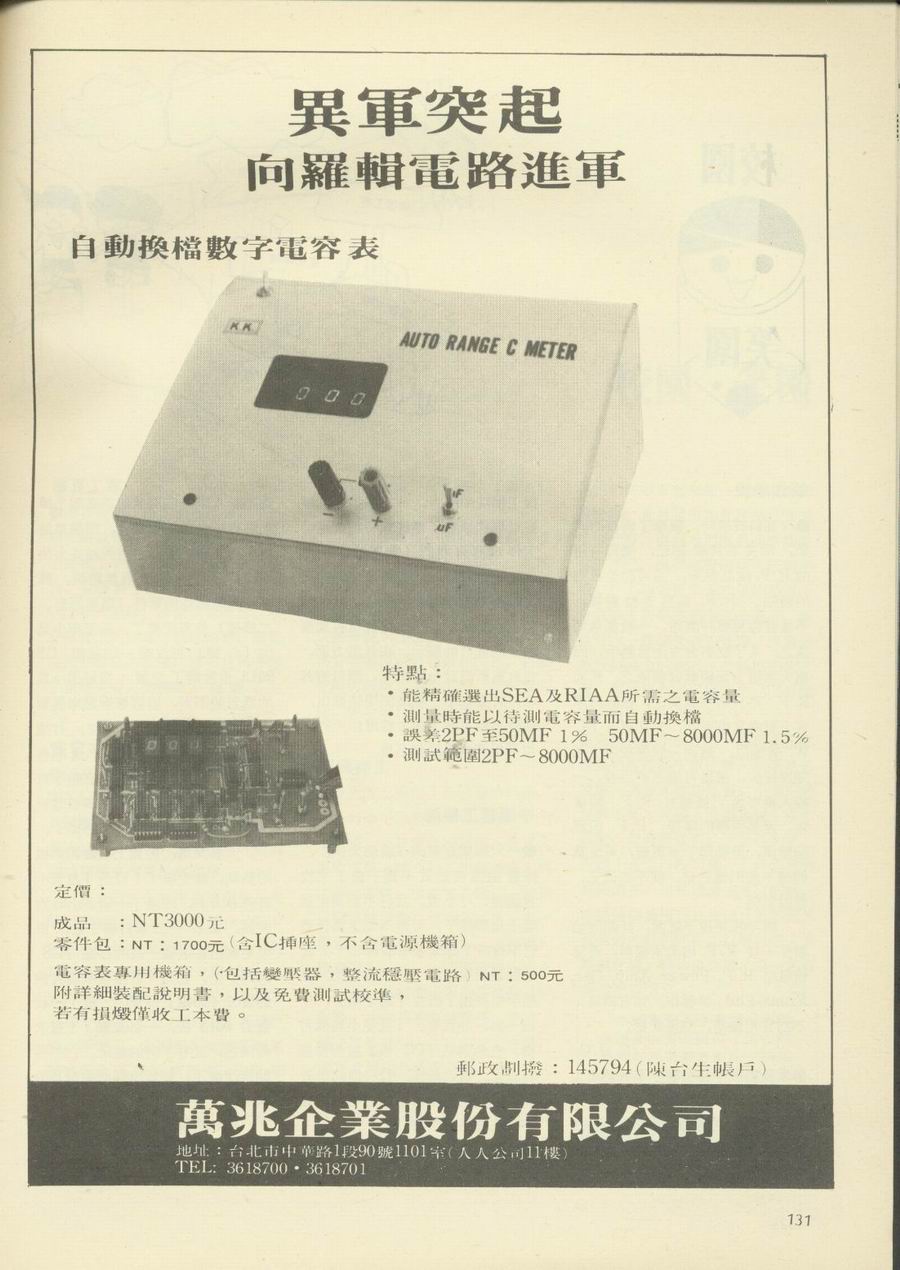 異軍突起
向羅輯電路進軍
自動換檔數字電容表
KK
AUTO RANGE C METER
000
- +
uF
特點：
• 能精確選出SEA及RIAA所需之電容量
• 測量時能以待測電容量而自動換檔
• 誤差2PF至50MF 1% 50MF～8000MF 1.5%
• 測試範圍2PF～8000MF
000
定價：
成品 : NT3000元
零件包：NT：1700元(含IC挿座，不含電源機箱)
電容表專用機箱，(包括變壓器，整流穩壓電路) NT：500元
附詳細裝配說明書，以及免費測試校準，
若有損燬僅收工本費。
郵政劃撥：145794(陳台生帳戶)
萬兆企業股份有限公司
地址：台北市中華路1段90號1101室(人人公司11樓)
TEL: 3618700・3618701
131